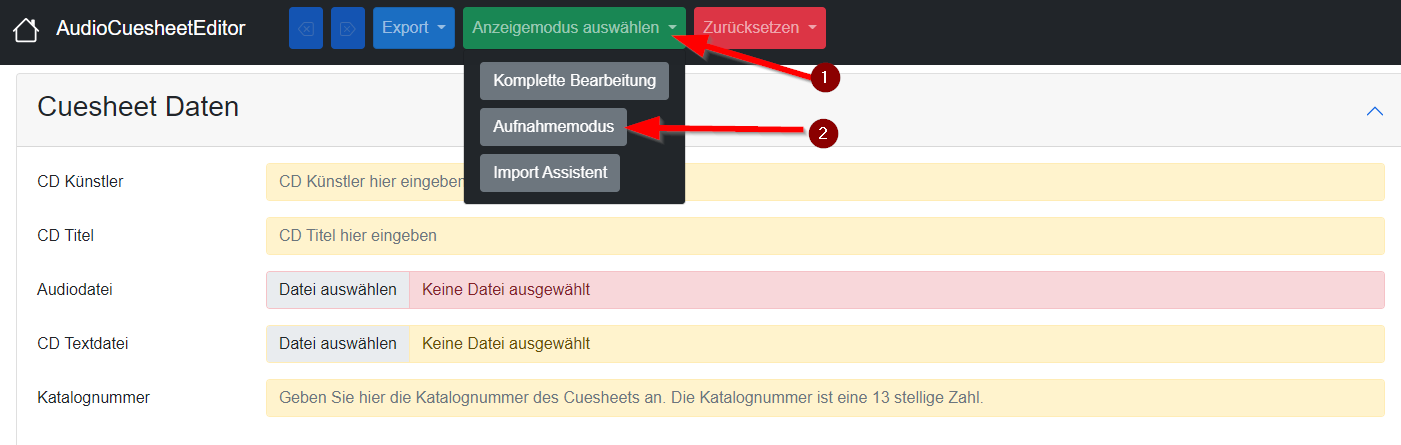 AudioCuesheetEditor
Export
Anzeigemodus auswählen
Zurücksetzen
1
Komplette Bearbeitung
Aufnahmemodus
2
Import Assistent
Cuesheet Daten
CD Künstler
CD Künstler hier eingeben
CD Titel
CD Titel hier eingeben
Audiodatei
Datei auswählen
Keine Datei ausgewählt
CD Textdatei
Datei auswählen
Keine Datei ausgewählt
Katalognummer
Geben Sie hier die Katalognummer des Cuesheets an. Die Katalognummer ist eine 13 stellige Zahl.